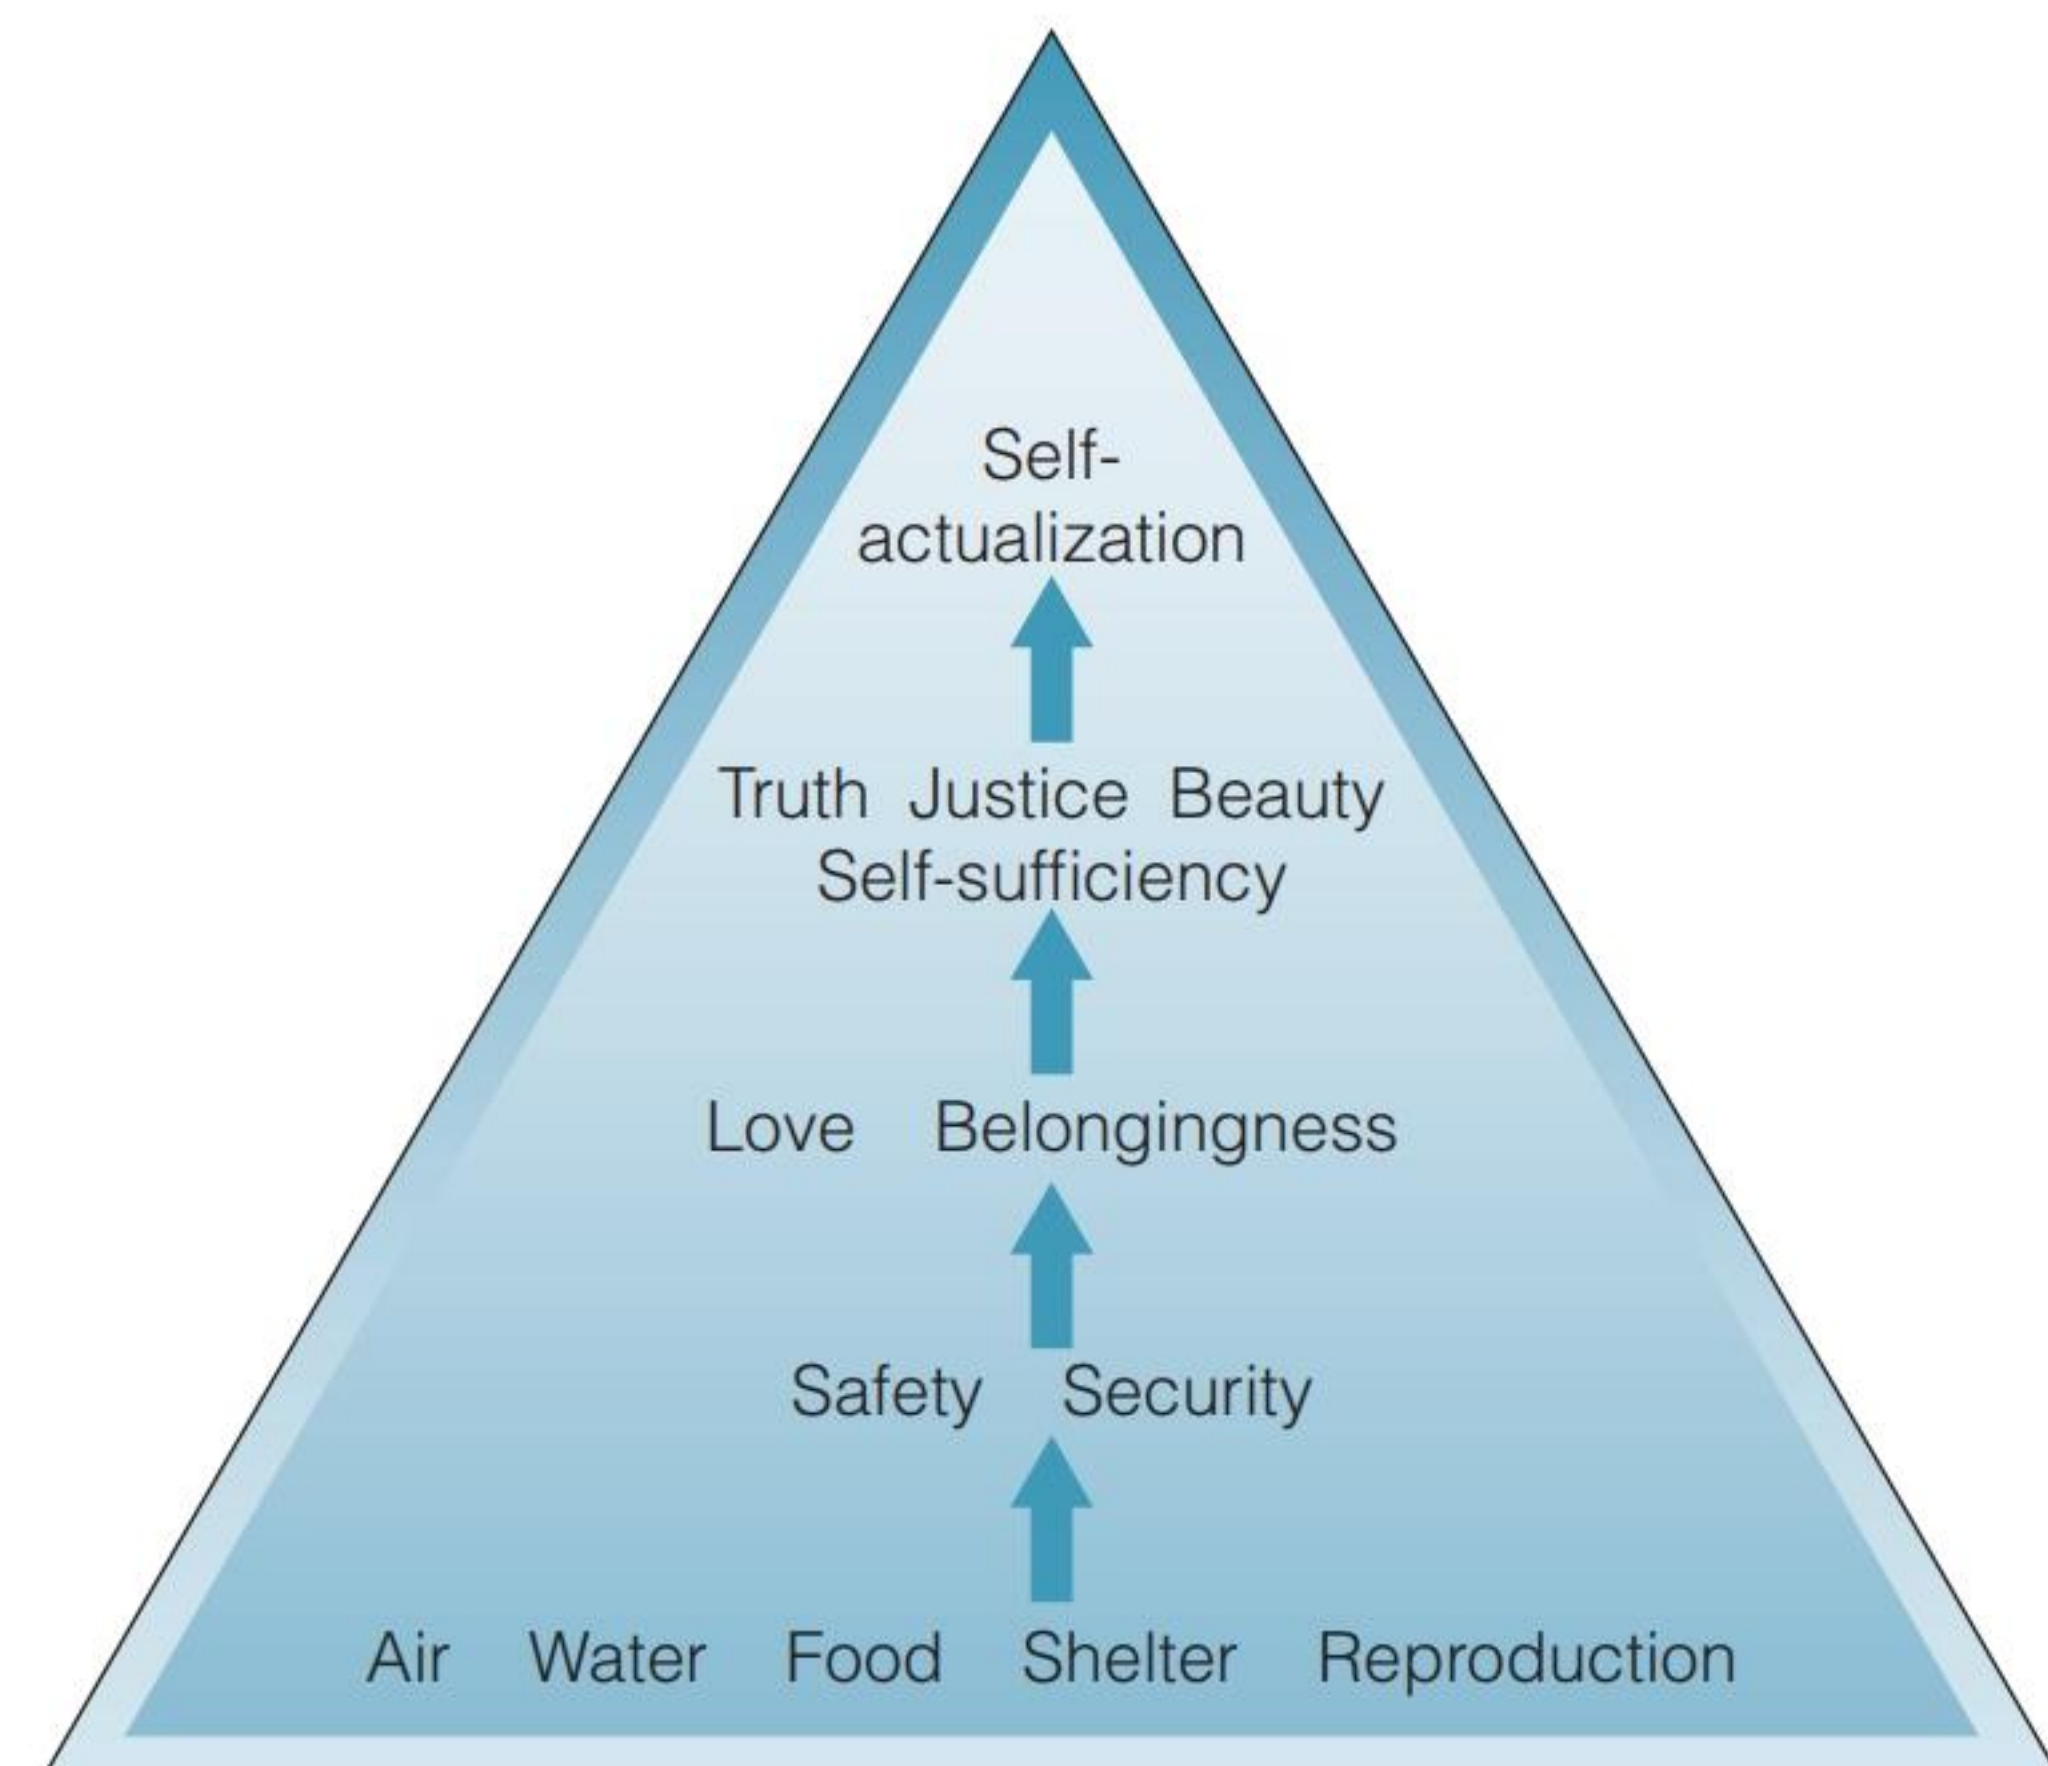 Self-
actualization
Truth Justice Beauty
Self-sufficiency
Love Belongingness
Safety Security
Air Water Food Shelter Reproduction